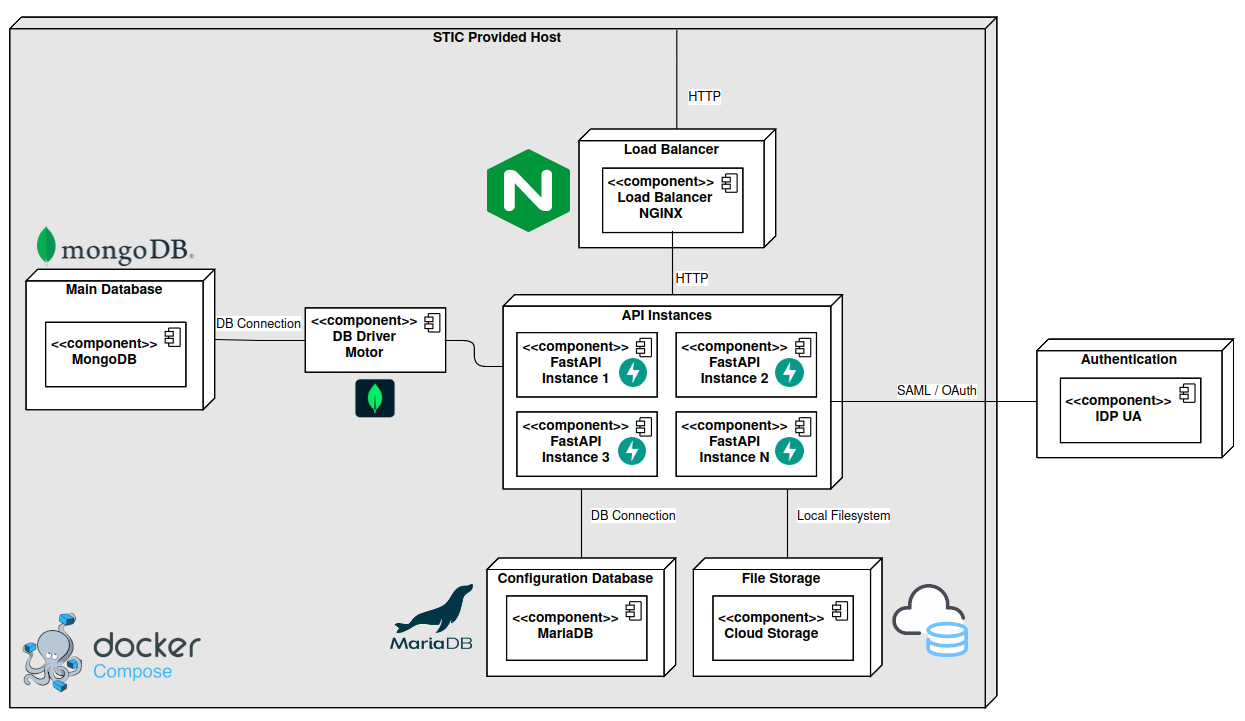 STIC Provided Host
HTTP
Load Balancer
<<component>>
Load Balancer
NGINX
N
HTTP
mongoDB®
Main Database
<<component>>
MongoDB
DB Connection
<<component>>
DB Driver
Motor
API Instances
<<component>>
FastAPI
Instance 1
<<component>>
FastAPI
Instance 2
<<component>>
FastAPI
Instance 3
<<component>>
FastAPI
Instance N
SAML / OAuth
Authentication
<<component>>
IDP UA
DB Connection
Local Filesystem
Configuration Database
<<component>>
MariaDB
MariaDB
File Storage
<<component>>
Cloud Storage
docker
Compose